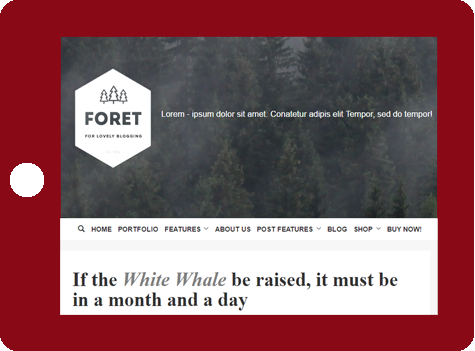 FORET
FOR LOVELY BLOGGING
Lorem - ipsum dolor sit amet. Conatetur adipis elit Tempor, sed do tempor!
HOME PORTFOLIO FEATURES ABOUT US POST FEATURES BLOG SHOP BUY NOW!
If the White Whale be raised, it must be
in a month and a day